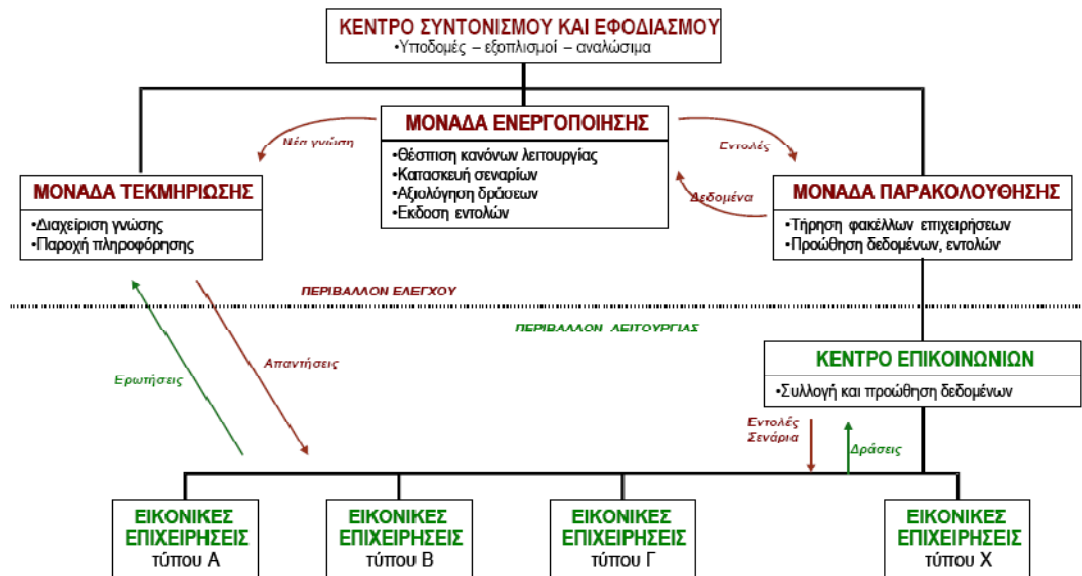 ΚΕΝΤΡΟ ΣΥΝΤΟΝΙΣΜΟΥ ΚΑΙ ΕΦΟΔΙΑΣΜΟΥ
•Υποδομές – εξοπλισμοί – αναλώσιμα
ΜΟΝΑΔΑ ΕΝΕΡΓΟΠΟΙΗΣΗΣ
•Θέσπιση κανόνων λειτουργίας
•Κατασκευή σεναρίων
•Αξιολόγηση δράσεων
•Εκδοση εντολών
Νέα γνώση
Εντολές
Δεδομένα
ΜΟΝΑΔΑ ΤΕΚΜΗΡΙΩΣΗΣ
•Διαχείριση γνώσης
•Παροχή πληροφόρησης
ΜΟΝΑΔΑ ΠΑΡΑΚΟΛΟΥΘΗΣΗΣ
•Τήρηση φακέλλων επιχειρήσεων
•Προώθηση δεδομένων, εντολών
ΠΕΡΙΒΑΛΛΟΝ ΕΛΕΓΧΟΥ
ΠΕΡΙΒΑΛΛΟΝ ΛΕΙΤΟΥΡΓΙΑΣ
Ερωτήσεις
Απαντήσεις
ΚΕΝΤΡΟ ΕΠΙΚΟΙΝΩΝΙΩΝ
•Συλλογή και προώθηση δεδομένων
Εντολές
Σενάρια
Δράσεις
ΕΙΚΟΝΙΚΕΣ
ΕΠΙΧΕΙΡΗΣΕΙΣ
τύπου Α
ΕΙΚΟΝΙΚΕΣ
ΕΠΙΧΕΙΡΗΣΕΙΣ
τύπου Β
ΕΙΚΟΝΙΚΕΣ
ΕΠΙΧΕΙΡΗΣΕΙΣ
τύπου Γ
ΕΙΚΟΝΙΚΕΣ
ΕΠΙΧΕΙΡΗΣΕΙΣ
τύπου Χ